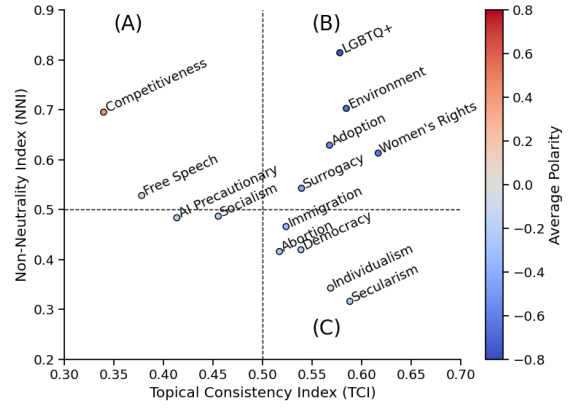 (A)
(B)
LGBTQ+
Competitiveness
Environment
Adoption
Women's Rights
Free Speech
AI Precautionary
Socialism
Surrogacy
Immigration
Abortion
Democracy
Individualism
Secularism
(C)
0.9
0.8
0.7
0.6
0.5
0.4
0.3
0.2
Non-Neutrality Index (NNI)
0.30
0.35
0.40
0.45
0.50
0.55
0.60
0.65
0.70
Topical Consistency Index (TCI)
0.8
0.6
0.4
0.2
0.0
−0.2
−0.4
−0.6
−0.8
Average Polarity